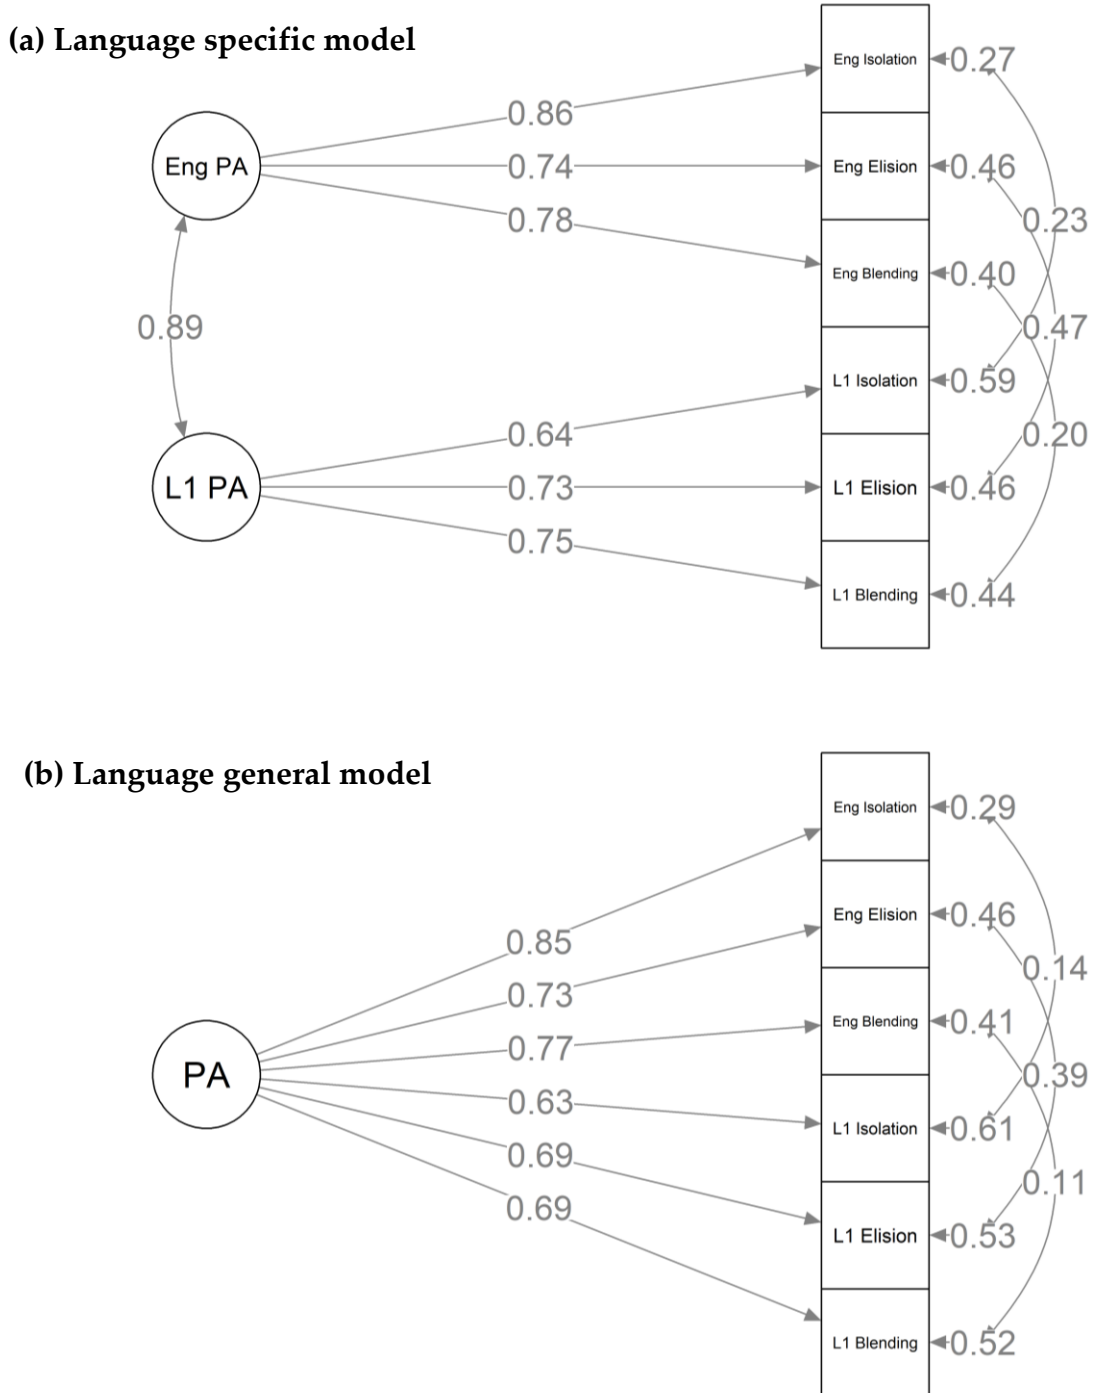 (a) Language specific model
Eng Isolation
0.27
0.86
Eng PA
0.74
Eng Elision
0.46
0.78
0.23
Eng Blending
0.40
0.89
0.47
L1 Isolation
0.59
0.64
0.20
L1 PA
0.73
L1 Elision
0.46
0.75
L1 Blending
0.44
(b) Language general model
Eng Isolation
0.29
Eng Elision
0.46
0.85
0.14
0.73
Eng Blending
0.41
0.77
PA
0.39
0.63
L1 Isolation
0.61
0.69
0.11
0.69
L1 Elision
0.53
L1 Blending
0.52